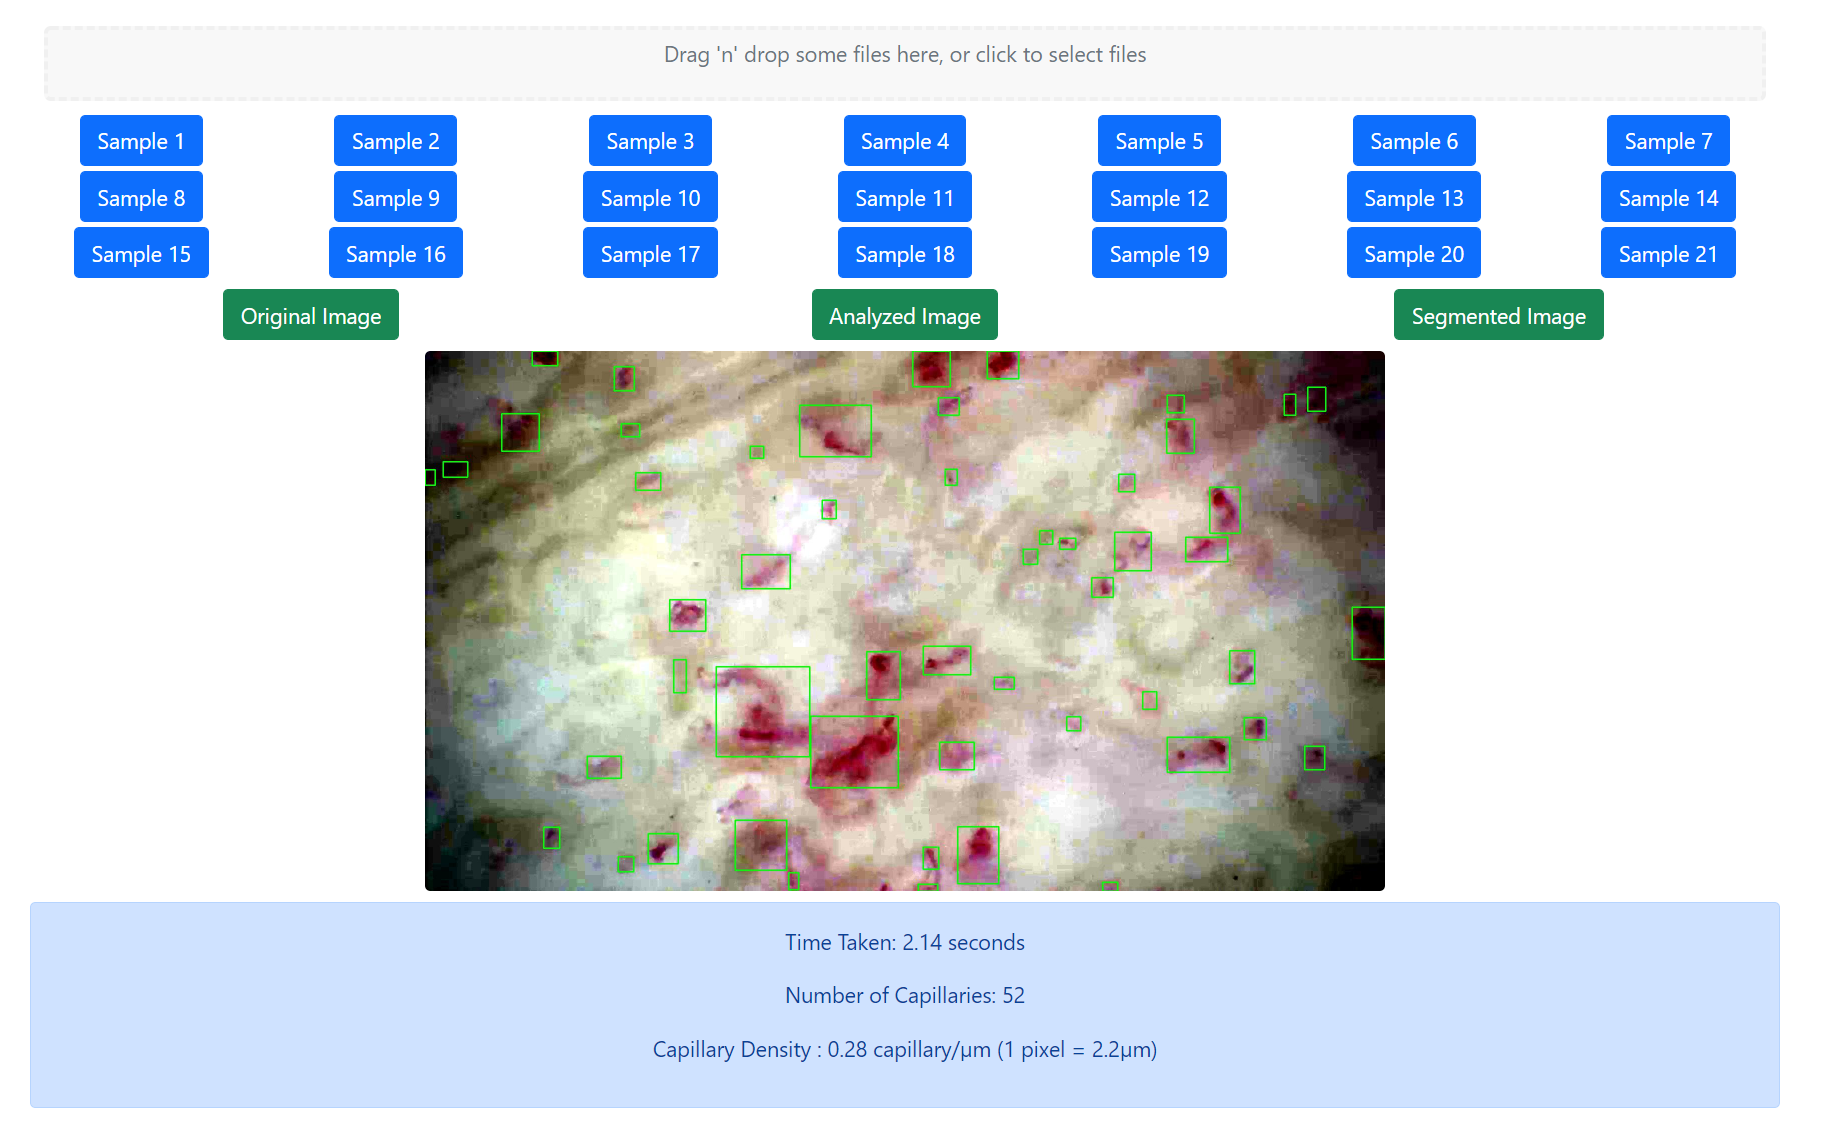 Drag 'n' drop some files here, or click to select files
Sample 1 Sample 2 Sample 3 Sample 4 Sample 5 Sample 6 Sample 7
Sample 8 Sample 9 Sample 10 Sample 11 Sample 12 Sample 13 Sample 14
Sample 15 Sample 16 Sample 17 Sample 18 Sample 19 Sample 20 Sample 21
Original Image Analyzed Image Segmented Image
Time Taken: 2.14 seconds
Number of Capillaries: 52
Capillary Density : 0.28 capillary/μm (1 pixel = 2.2μm)